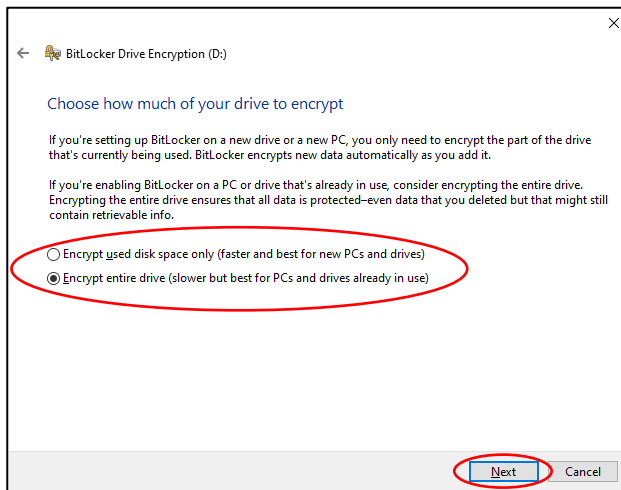 BitLocker Drive Encryption (D:)
Choose how much of your drive to encrypt
If you're setting up BitLocker on a new drive or a new PC, you only need to encrypt the part of the drive
that's currently being used. BitLocker encrypts new data automatically as you add it.
If you're enabling BitLocker on a PC or drive that's already in use, consider encrypting the entire drive.
Encrypting the entire drive ensures that all data is protected–even data that you deleted but that might still
contain retrievable info.
Encrypt used disk space only (faster and best for new PCs and drives)
Encrypt entire drive (slower but best for PCs and drives already in use)
Next Cancel